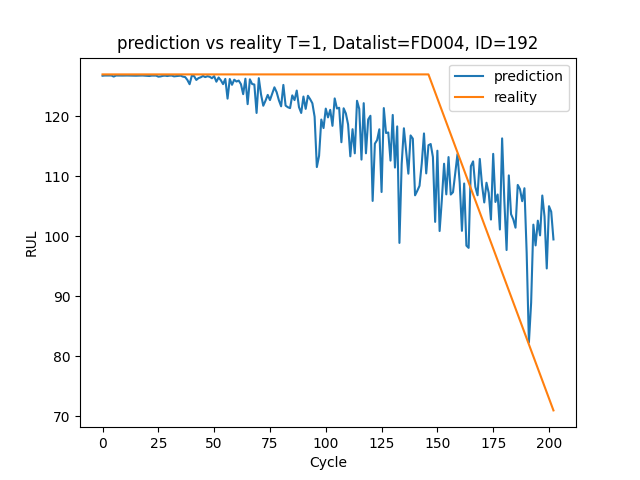 prediction vs reality T=1, Datalist=FD004, ID=192
prediction
reality
RUL
120
110
100
90
80
70
0 25 50 75 100 125 150 175 200
Cycle